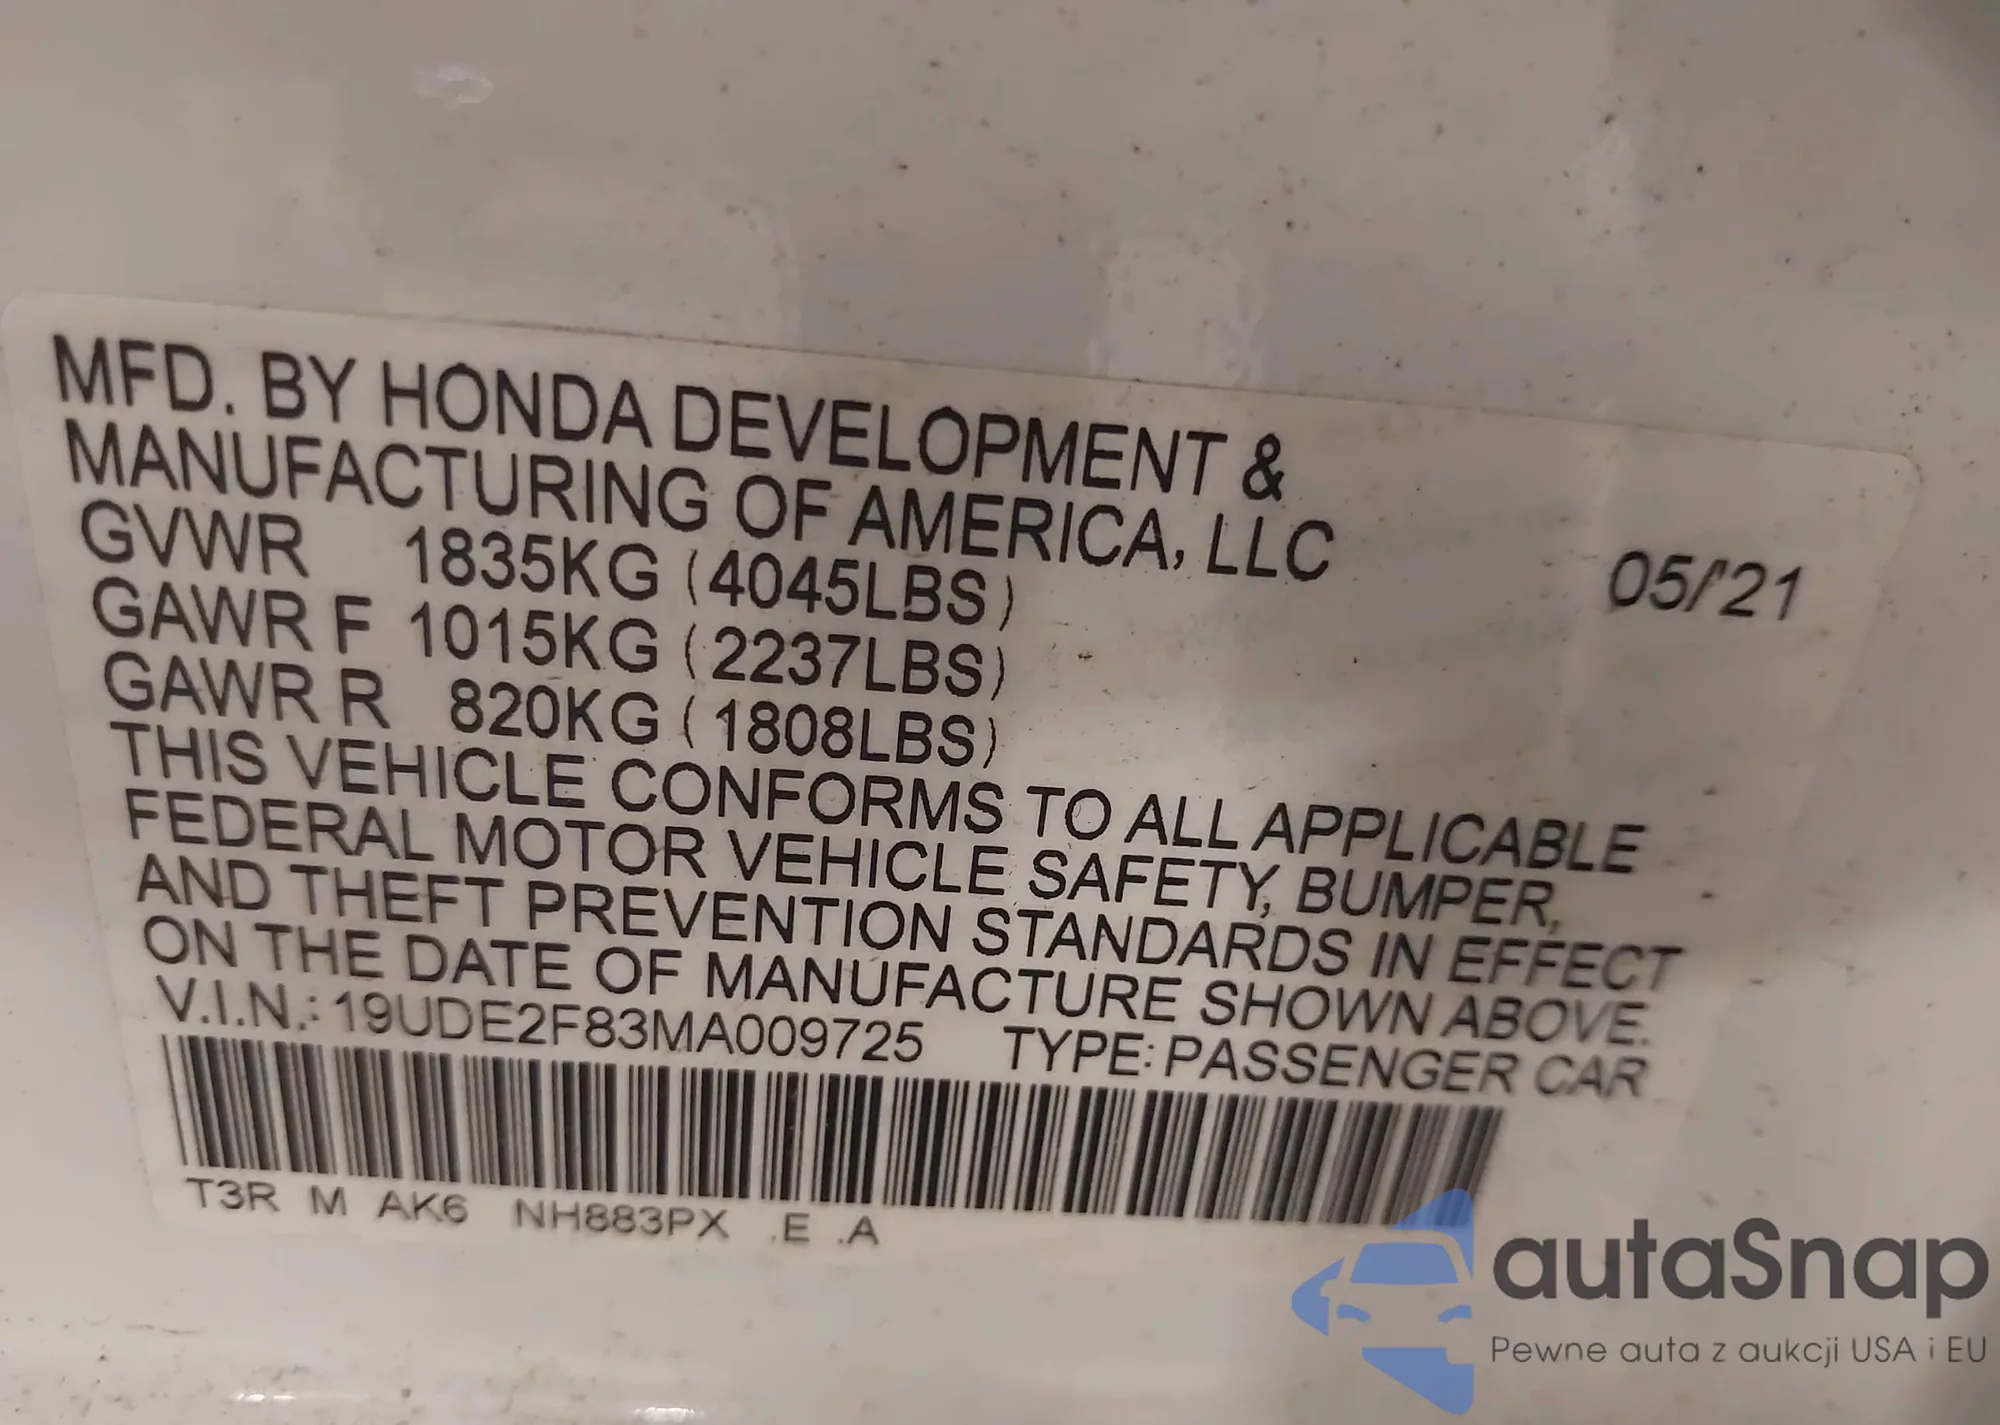 MFD. BY HONDA DEVELOPMENT &
MANUFACTURING OF AMERICA, LLC
GVWR 1835KG (4045LBS) 05/'21
GAWR F 1015KG (2237LBS)
GAWR R 820KG (1808LBS)
THIS VEHICLE CONFORMS TO ALL APPLICABLE
FEDERAL MOTOR VEHICLE SAFETY, BUMPER,
AND THEFT PREVENTION STANDARDS IN EFFECT
ON THE DATE OF MANUFACTURE SHOWN ABOVE.
V.I.N.: 19UDE2F83MA009725 TYPE: PASSENGER CAR
T3R M AK6 NH883PX .E .A
autaSnap
Pewne auta z aukcji USA i EU